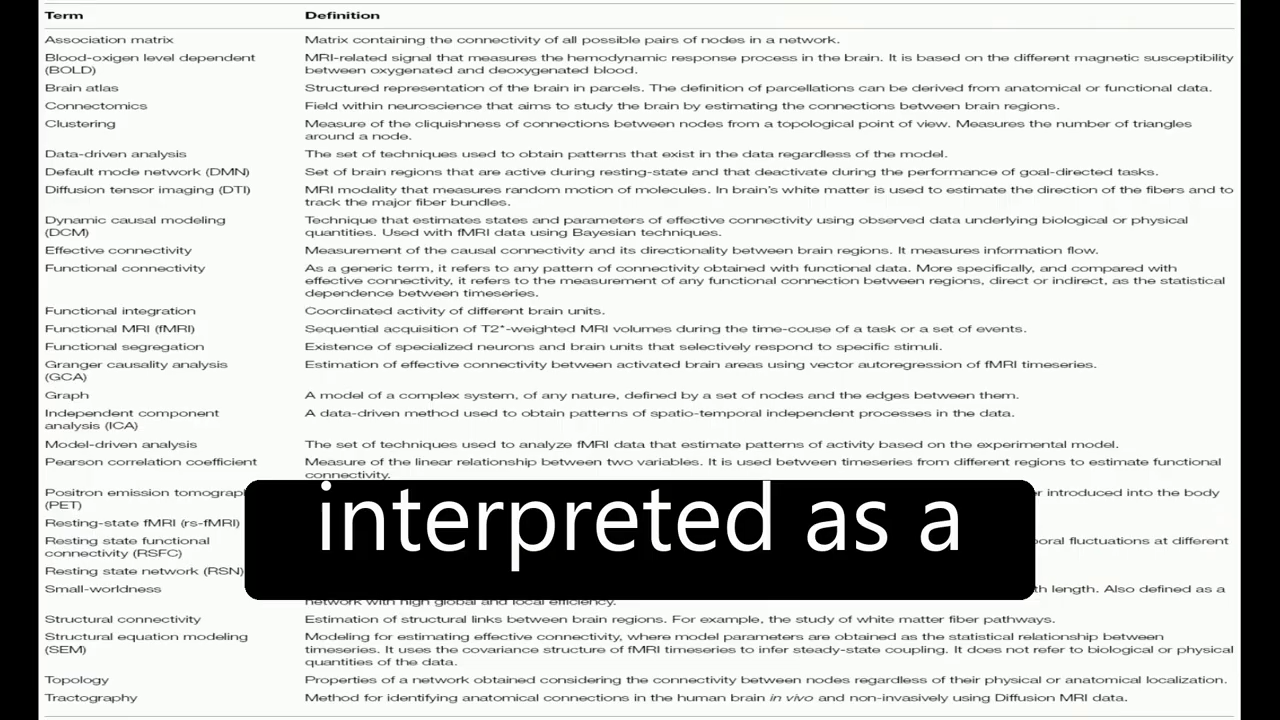 Term Definition
Association matrix Matrix containing the connectivity of all possible pairs of nodes in a network.
Blood-oxigen level dependent MRI-related signal that measures the hemodynamic response process in the brain. It is based on the different magnetic susceptibility
(BOLD) between oxygenated and deoxygenated blood.
Brain atlas Structured representation of the brain in parcels. The definition of parcellations can be derived from anatomical or functional data.
Connectomics Field within neuroscience that aims to study the brain by estimating the connections between brain regions.
Clustering Measure of the cliquishness of connections between nodes from a topological point of view. Measures the number of triangles
around a node.
Data-driven analysis The set of techniques used to obtain patterns that exist in the data regardless of the model.
Default mode network (DMN) Set of brain regions that are active during resting-state and that deactivate during the performance of goal-directed tasks.
Diffusion tensor imaging (DTI) MRI modality that measures random motion of molecules. In brain's white matter is used to estimate the direction of the fibers and to
track the major fiber bundles.
Dynamic causal modeling Technique that estimates states and parameters of effective connectivity using observed data underlying biological or physical
(DCM) quantities. Used with fMRI data using Bayesian techniques.
Effective connectivity Measurement of the causal connectivity and its directionality between brain regions. It measures information flow.
Functional connectivity As a generic term, it refers to any pattern of connectivity obtained with functional data. More specifically, and compared with
effective connectivity, it refers to the measurement of any functional connection between regions, direct or indirect, as the statistical
dependence between timeseries.
Functional integration Coordinated activity of different brain units.
Functional MRI (fMRI) Sequential acquisition of T2*-weighted MRI volumes during the time-couse of a task or a set of events.
Functional segregation Existence of specialized neurons and brain units that selectively respond to specific stimuli.
Granger causality analysis Estimation of effective connectivity between activated brain areas using vector autoregression of fMRI timeseries.
(GCA)
Graph A model of a complex system, of any nature, defined by a set of nodes and the edges between them.
Independent component A data-driven method used to obtain patterns of spatio-temporal independent processes in the data.
analysis (ICA)
Model-driven analysis The set of techniques used to analyze fMRI data that estimate patterns of activity based on the experimental model.
Pearson correlation coefficient Measure of the linear relationship between two variables. It is used between timeseries from different regions to estimate functional
connectivity.
Positron emission introduced into the body
(PET)
interpreted as a
Resting-state fMRI (rs-fMRI)
Resting state functional fluctuations at different
connectivity (RSFC)
Resting state network (RSN)
Small-worldness length. Also defined as a
network with high global and local efficiency.
Structural connectivity Estimation of structural links between brain regions. For example, the study of white matter fiber pathways.
Structural equation modeling Modeling for estimating effective connectivity, where model parameters are obtained as the statistical relationship between
(SEM) timeseries. It uses the covariance structure of fMRI timeseries to infer steady-state coupling. It does not refer to biological or physical
quantities of the data.
Topology Properties of a network obtained considering the connectivity between nodes regardless of their physical or anatomical localization.
Tractography Method for identifying anatomical connections in the human brain in vivo and non-invasively using Diffusion MRI data.